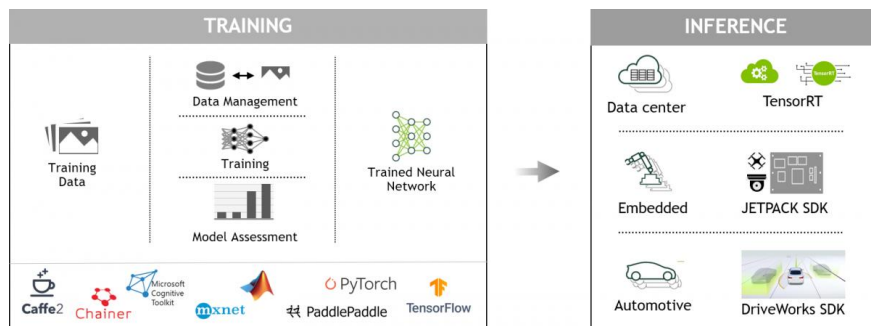 TRAINING
Training
Data
Data Management
Training
Model Assessment
Trained Neural
Network
Caffe2
Chainer
Microsoft
Cognitive
Toolkit
mxnet
PyTorch
PaddlePaddle
TensorFlow
INFERENCE
Data center
TensorRT
TensorRT
Embedded
JETPACK SDK
Automotive
DriveWorks SDK